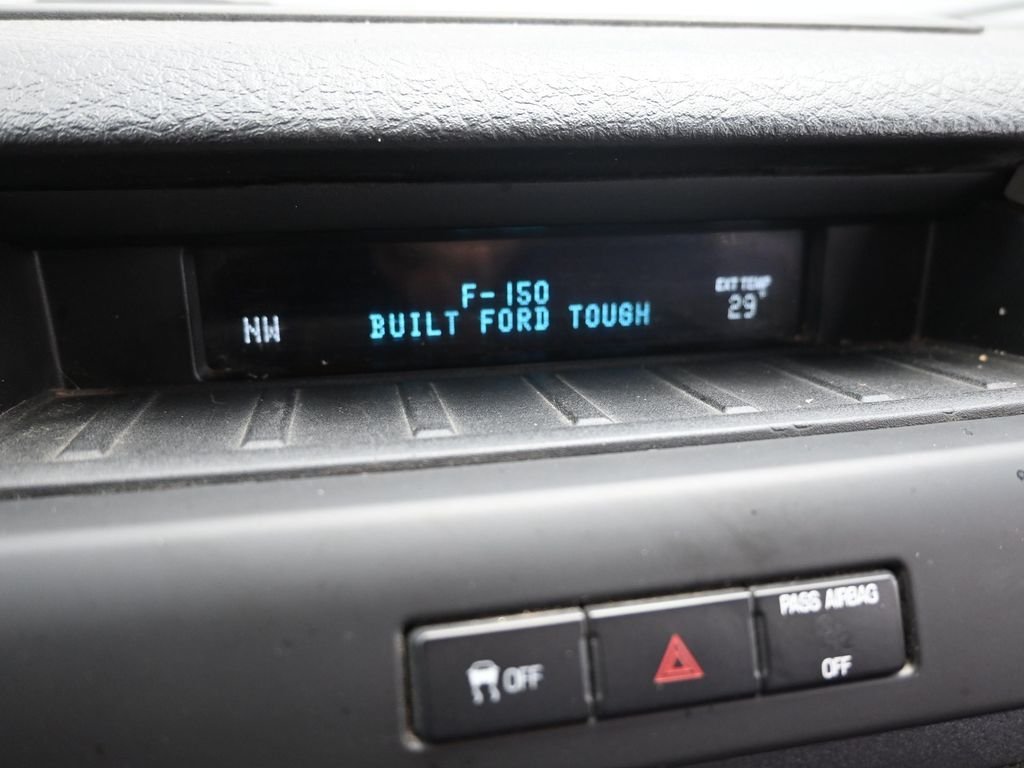 F-150
BUILT FORD TOUGH
NW
EXT TEMP
29°
OFF
PASS AIRBAG
OFF